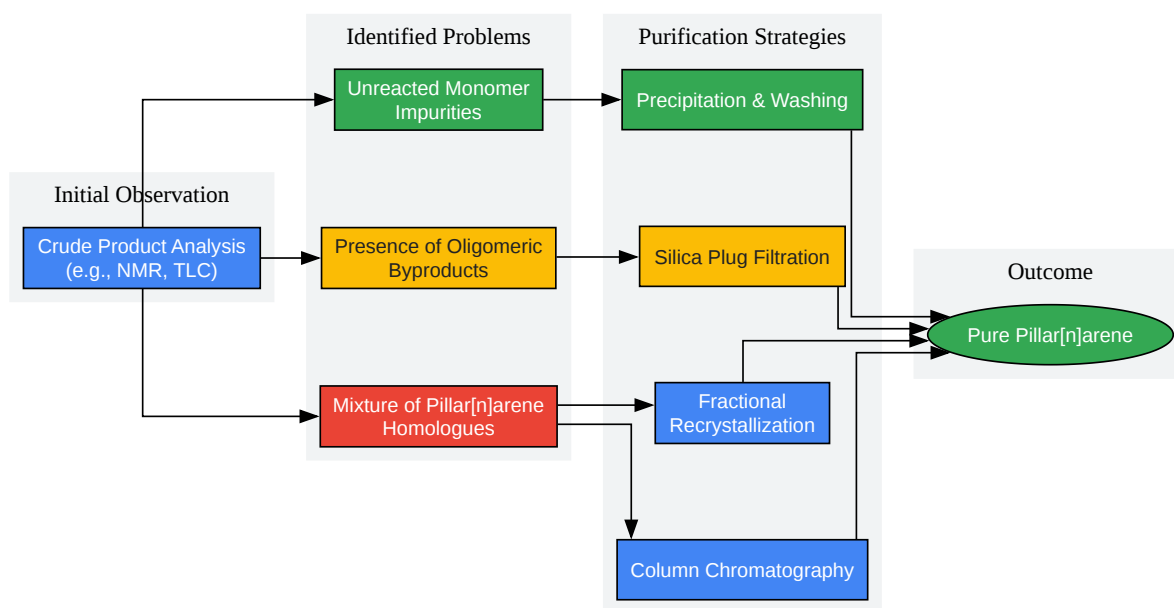 Identified Problems
Purification Strategies
Unreacted Monomer
Impurities
Precipitation & Washing
Initial Observation
Crude Product Analysis
(e.g., NMR, TLC)
Presence of Oligomeric
Byproducts
Silica Plug Filtration
Outcome
Pure Pillar[n]arene
Mixture of Pillar[n]arene
Homologues
Fractional
Recrystallization
Column Chromatography